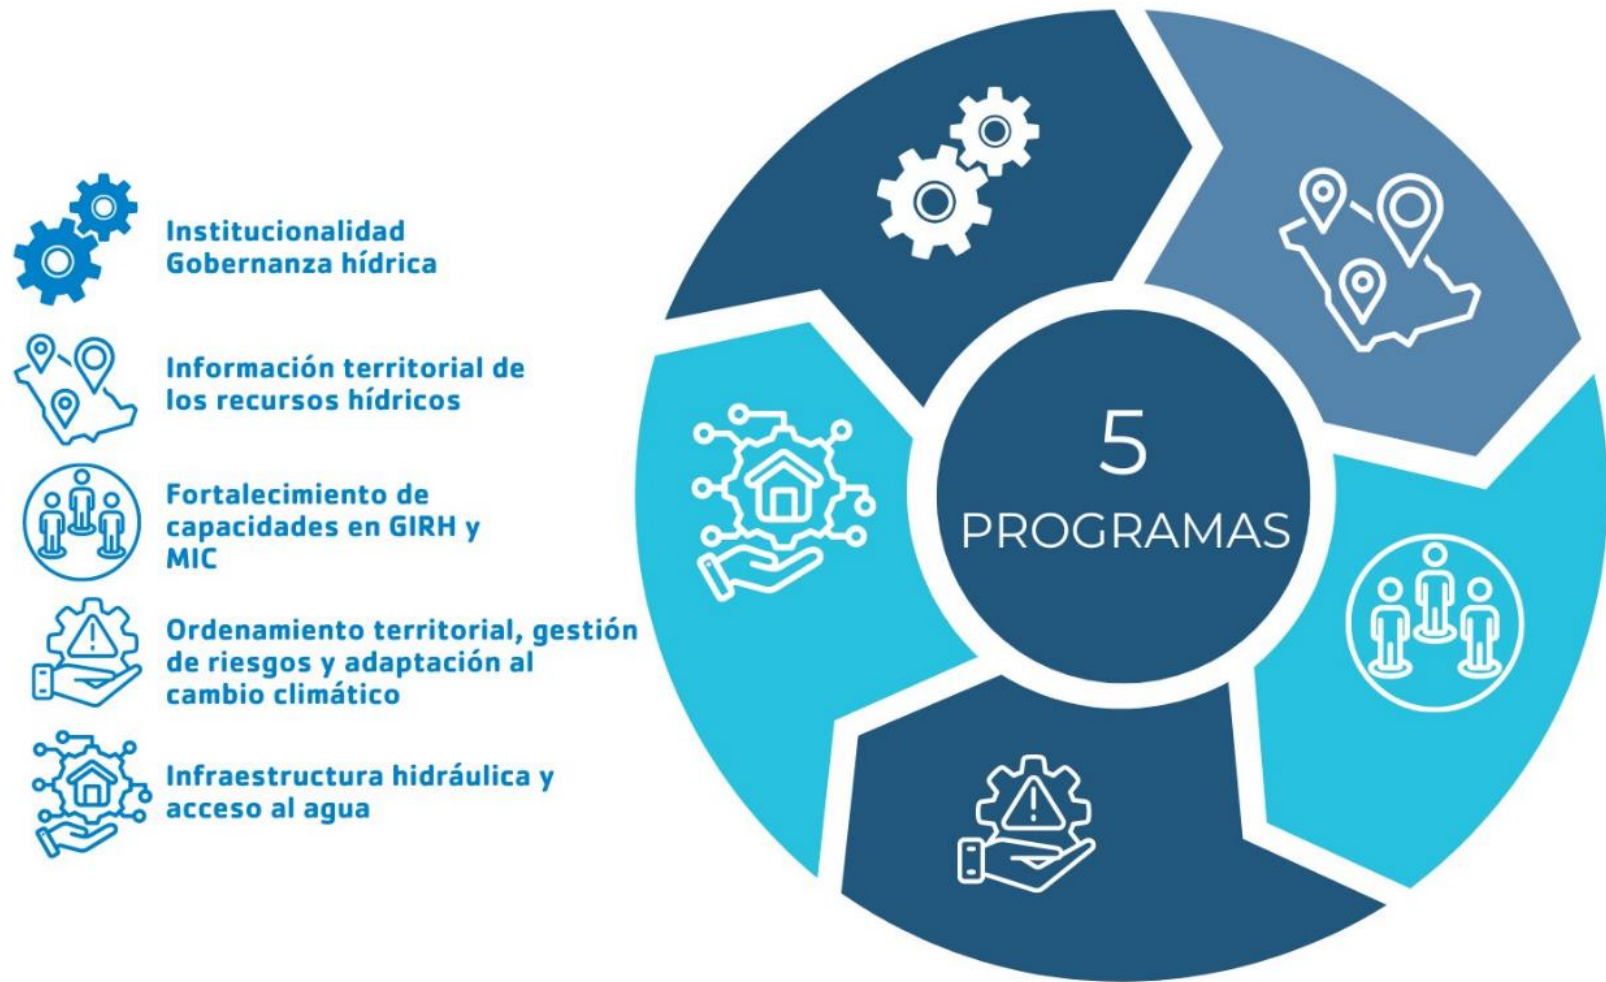 Institucionalidad
Gobernanza hídrica
Información territorial de
los recursos hídricos
Fortalecimiento de
capacidades en GIRH y
MIC
Ordenamiento territorial, gestión
de riesgos y adaptación al
cambio climático
Infraestructura hidráulica y
acceso al agua
5
PROGRAMAS